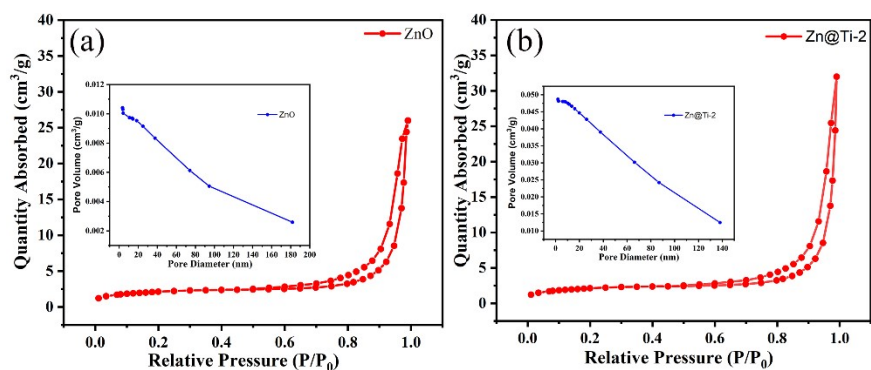 (a)
ZnO
Quantity Absorbed (cm³/g)
40
35
30
25
20
15
10
5
0
0.0 0.2 0.4 0.6 0.8 1.0
Relative Pressure (P/P₀)
Pore Volume (cm³/g)
0.012
0.010
0.008
0.006
0.004
0.002
ZnO
0 20 40 60 80 100 120 140 160 180 200
Pore Diameter (nm)
(b)
Zn@Ti-2
Quantity Absorbed (cm³/g)
40
35
30
25
20
15
10
5
0
0.0 0.2 0.4 0.6 0.8 1.0
Relative Pressure (P/P₀)
Pore Volume (cm³/g)
0.050
0.045
0.040
0.035
0.030
0.025
0.020
0.015
0.010
Zn@Ti-2
0 20 40 60 80 100 120 140
Pore Diameter (nm)